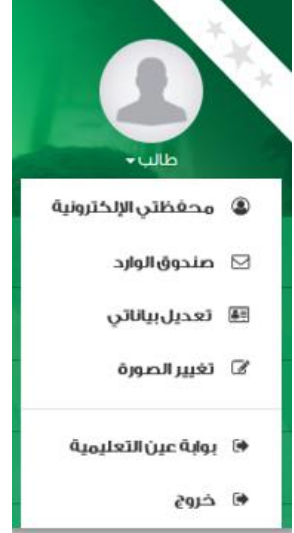 طالب
محفظتي الإلكترونية
صندوق الوارد
تعديل بياناتي
تغيير الصورة
بوابة عين التعليمية
خروج